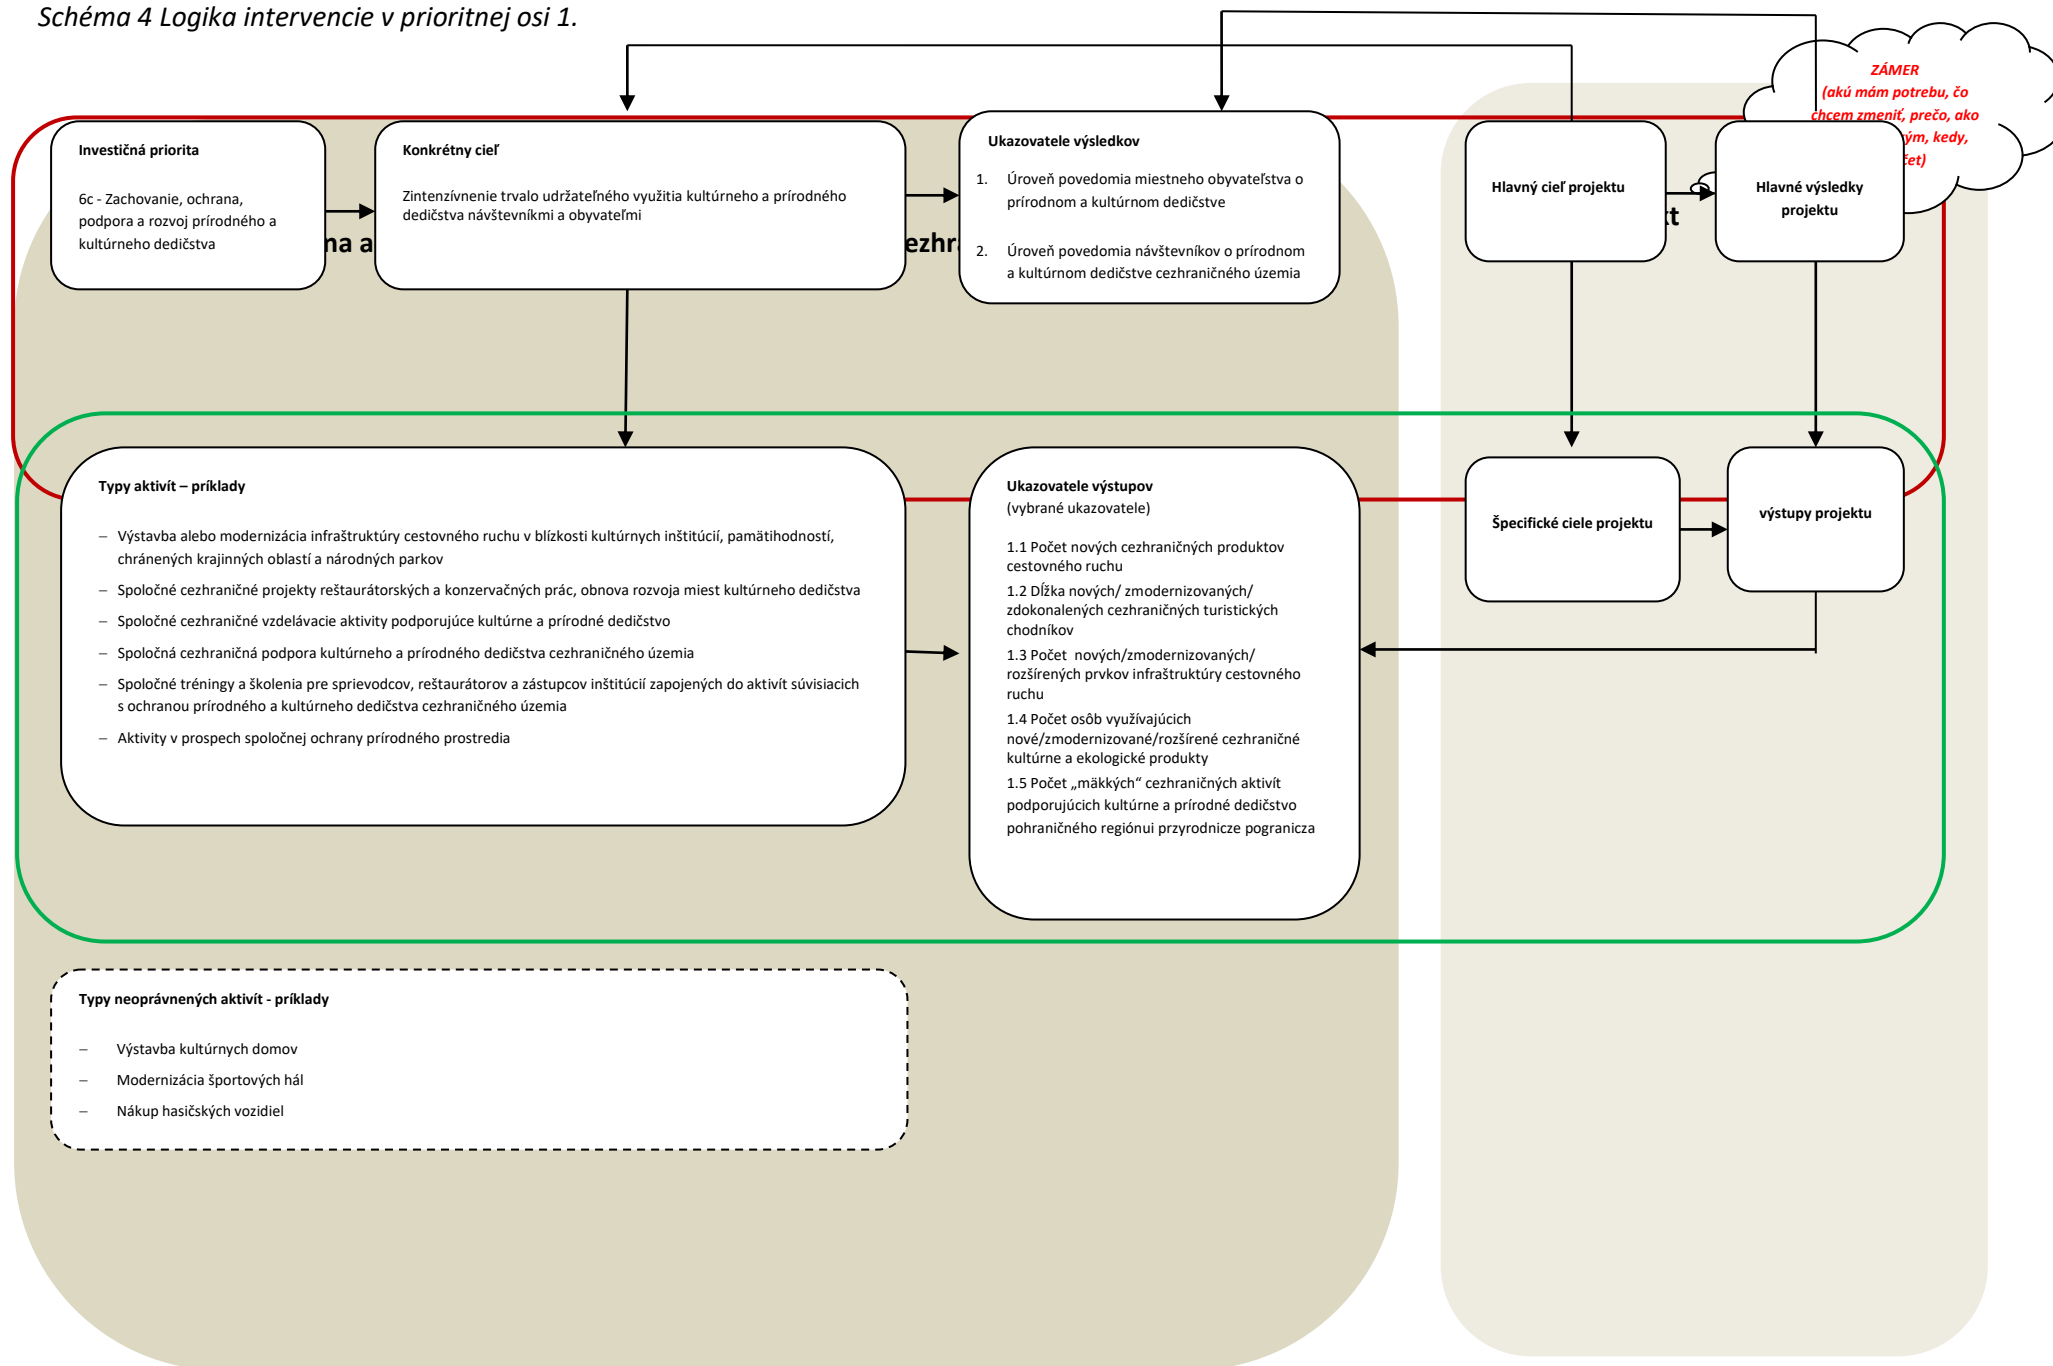 Schéma 4 Logika intervencie v prioritnej osi 1.
ZÁMER
(akú mám potrebu, čo
chcem zmeniť, prečo, ako
kedy,
Investičná priorita
6c - Zachovanie, ochrana,
podpora a rozvoj prírodného a
kultúrneho dedičstva
Konkrétny cieľ
Zintenzívnenie trvalo udržateľného využitia kultúrneho a prírodného
dedičstva návštevníkmi a obyvateľmi
Ukazovatele výsledkov
1. Úroveň povedomia miestneho obyvateľstva o
prírodnom a kultúrnom dedičstve
2. Úroveň povedomia návštevníkov o prírodnom
a kultúrnom dedičstve cezhraničného územia
Hlavný cieľ projektu
Hlavné výsledky
projektu
Typy aktivít – príklady
– Výstavba alebo modernizácia infraštruktúry cestovného ruchu v blízkosti kultúrnych inštitúcií, pamätihodností,
chránených krajinných oblastí a národných parkov
– Spoločné cezhraničné projekty reštaurátorských a konzervačných prác, obnova rozvoja miest kultúrneho dedičstva
– Spoločné cezhraničné vzdelávacie aktivity podporujúce kultúrne a prírodné dedičstvo
– Spoločná cezhraničná podpora kultúrneho a prírodného dedičstva cezhraničného územia
– Spoločné tréningy a školenia pre sprievodcov, reštaurátorov a zástupcov inštitúcií zapojených do aktivít súvisiacich
s ochranou prírodného a kultúrneho dedičstva cezhraničného územia
– Aktivity v prospech spoločnej ochrany prírodného prostredia
Ukazovatele výstupov
(vybrané ukazovatele)
1.1 Počet nových cezhraničných produktov
cestovného ruchu
1.2 Dĺžka nových/ zmodernizovaných/
zdokonalených cezhraničných turistických
chodníkov
1.3 Počet nových/zmodernizovaných/
rozšírených prvkov infraštruktúry cestovného
ruchu
1.4 Počet osôb využívajúcich
nové/zmodernizované/rozšírené cezhraničné
kultúrne a ekologické produkty
1.5 Počet „mäkkých“ cezhraničných aktivít
podporujúcich kultúrne a prírodné dedičstvo
pohraničného regiónui przyrodnicze pogranicza
Špecifické ciele projektu
výstupy projektu
Typy neoprávnených aktivít - príklady
– Výstavba kultúrnych domov
– Modernizácia športových hál
– Nákup hasičských vozidiel